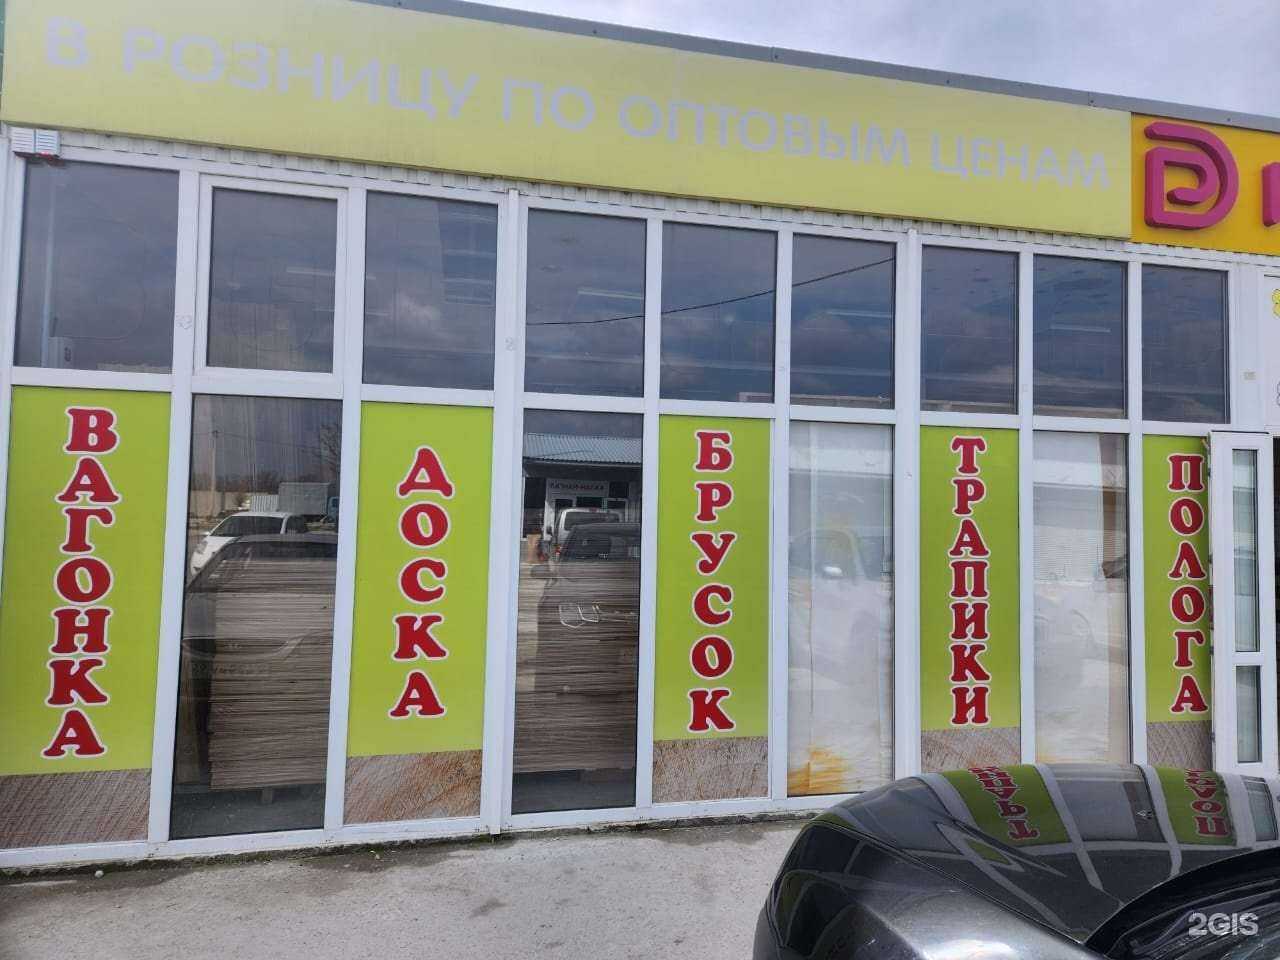 В РОЗНИЦУ ПО ОПТОВЫМ ЦЕНАМ
ВАГОНКА
ДОСКА
БРУСОК
ТРАПИКИ
ПОЛОГА
2GIS